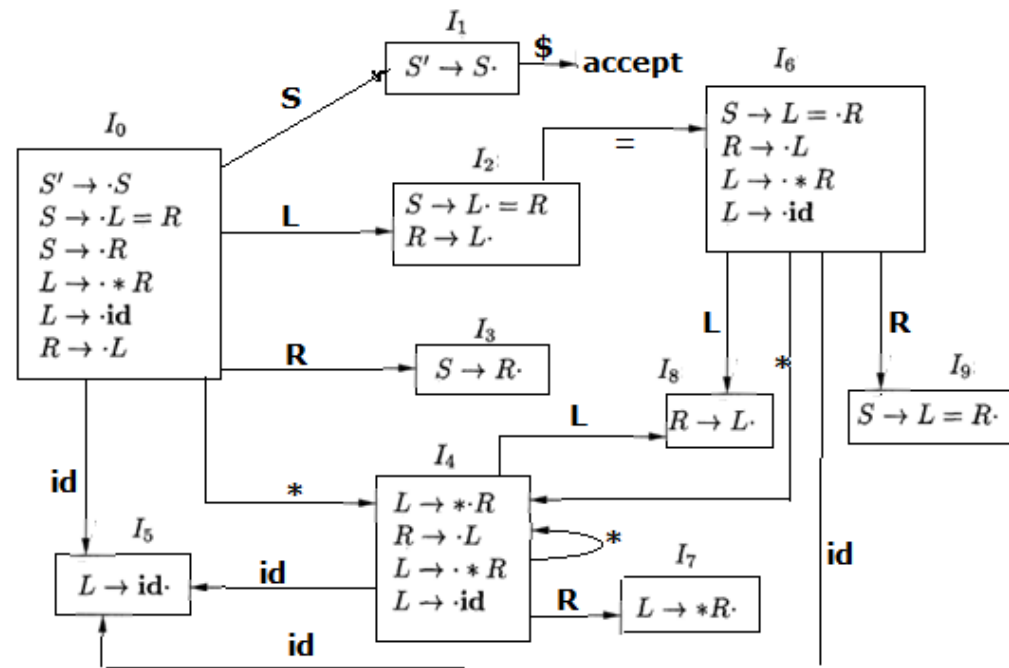 I₁
S' → S·
$
accept
S
I₀
S' → ·S
S → ·L = R
S → ·R
L → · * R
L → ·id
R → ·L
I₂
S → L· = R
R → L·
L
=
I₆
S → L = ·R
R → ·L
L → · * R
L → ·id
I₃
S → R·
R
L
*
R
I₈
R → L·
I₉
S → L = R·
L
id
*
I₄
L → *·R
R → ·L
L → · * R
L → ·id
*
id
I₅
L → id·
id
R
I₇
L → *R·
id